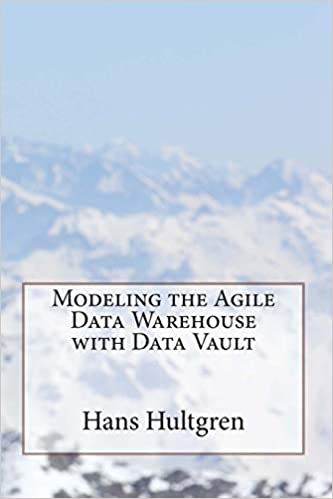 Modeling the Agile
Data Warehouse
with Data Vault
Hans Hultgren